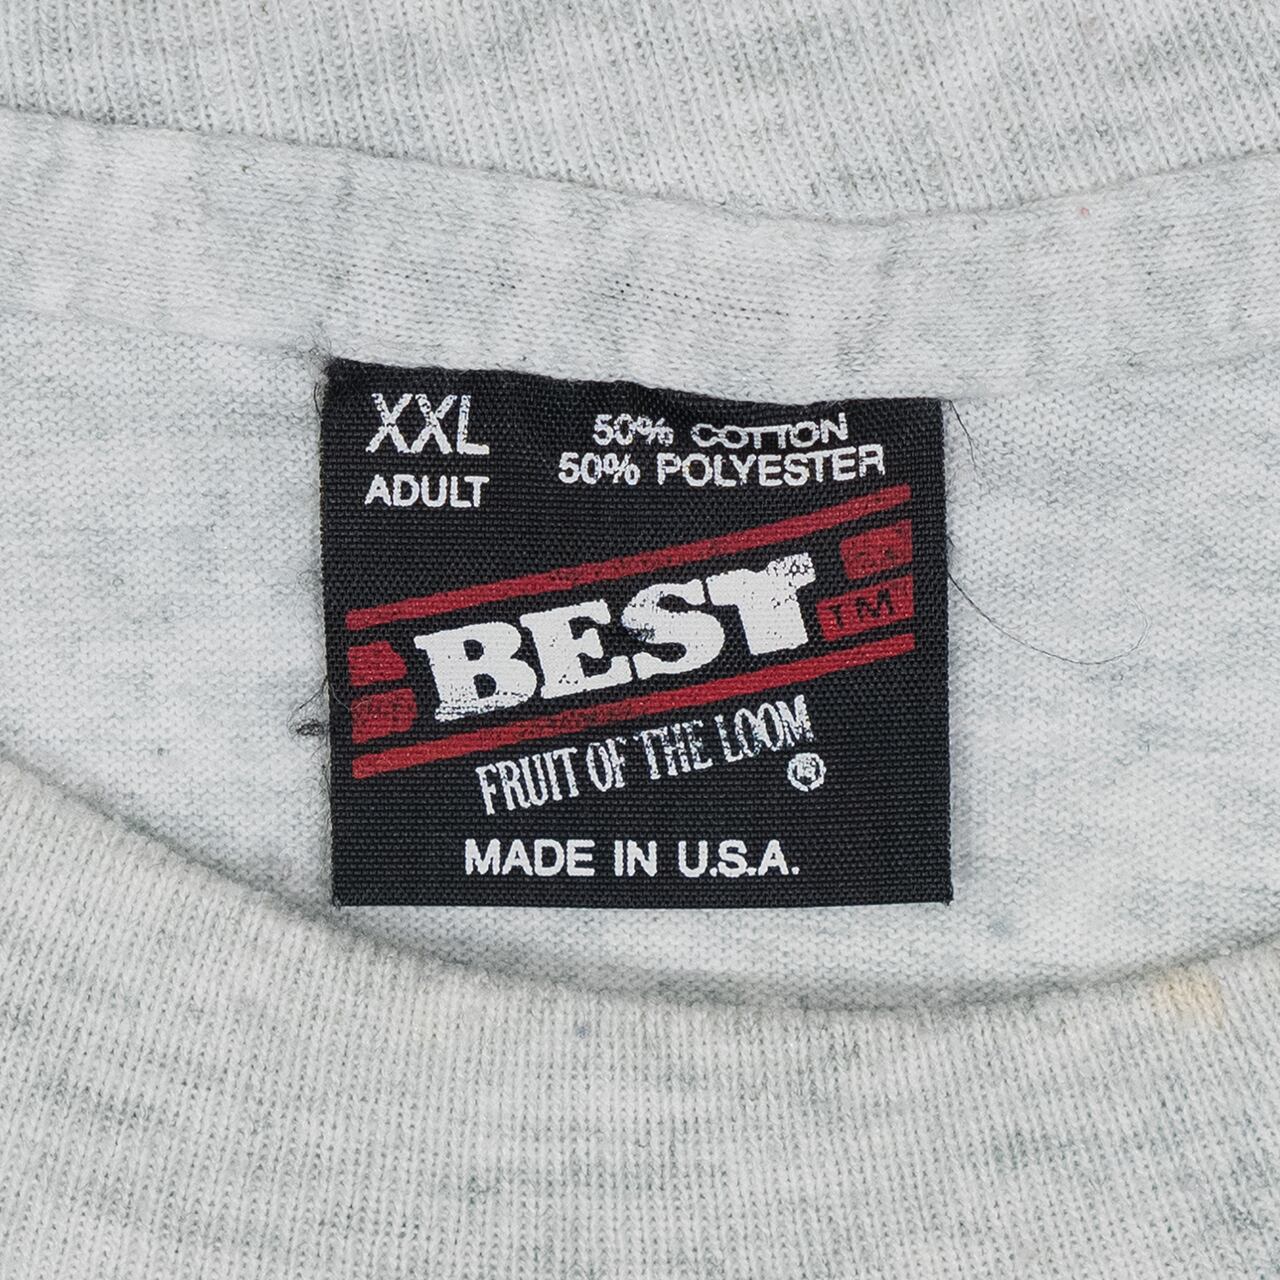 XXL
ADULT
50% COTTON
50% POLYESTER
BEST
TM
FRUIT OF THE LOOM
®
MADE IN U.S.A.